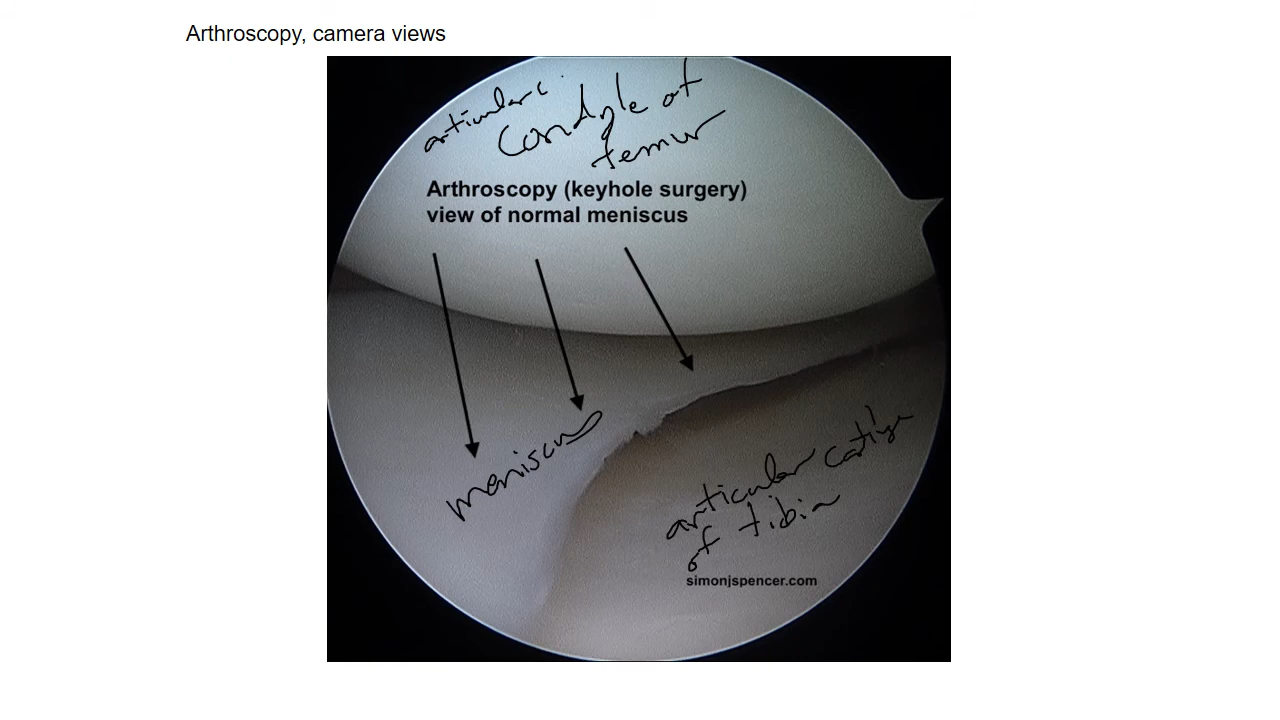 Arthroscopy, camera views
articular c
Condyle of
femur
Arthroscopy (keyhole surgery)
view of normal meniscus
meniscus
articular
of tibia
simonjspencer.com